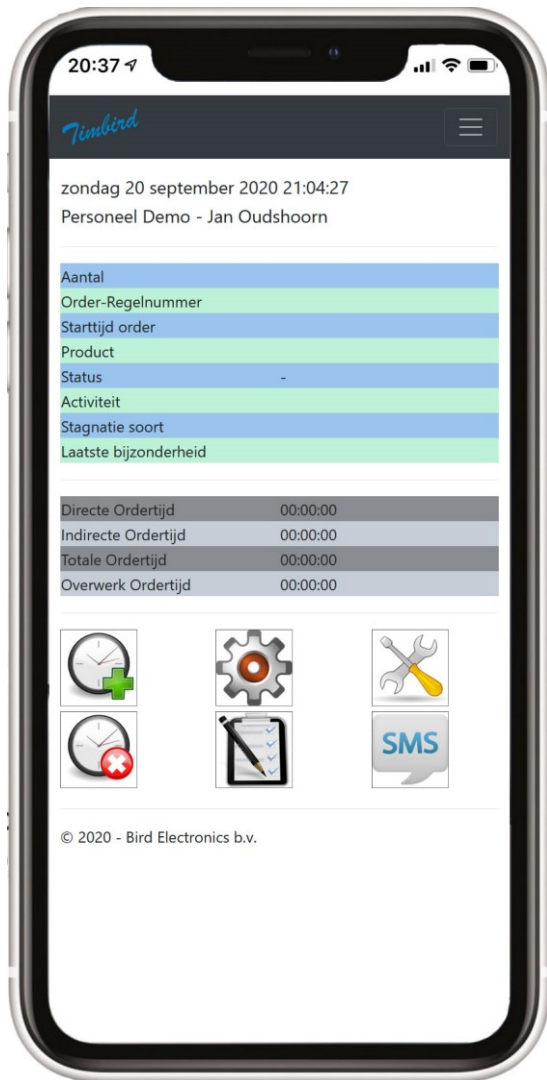 20:37
Timbird
zondag 20 september 2020 21:04:27
Personeel Demo - Jan Oudshoorn
Aantal
Order-Regelnummer
Starttijd order
Product
Status -
Activiteit
Stagnatie soort
Laatste bijzonderheid
Directe Ordertijd 00:00:00
Indirecte Ordertijd 00:00:00
Totale Ordertijd 00:00:00
Overwerk Ordertijd 00:00:00
SMS
© 2020 - Bird Electronics b.v.